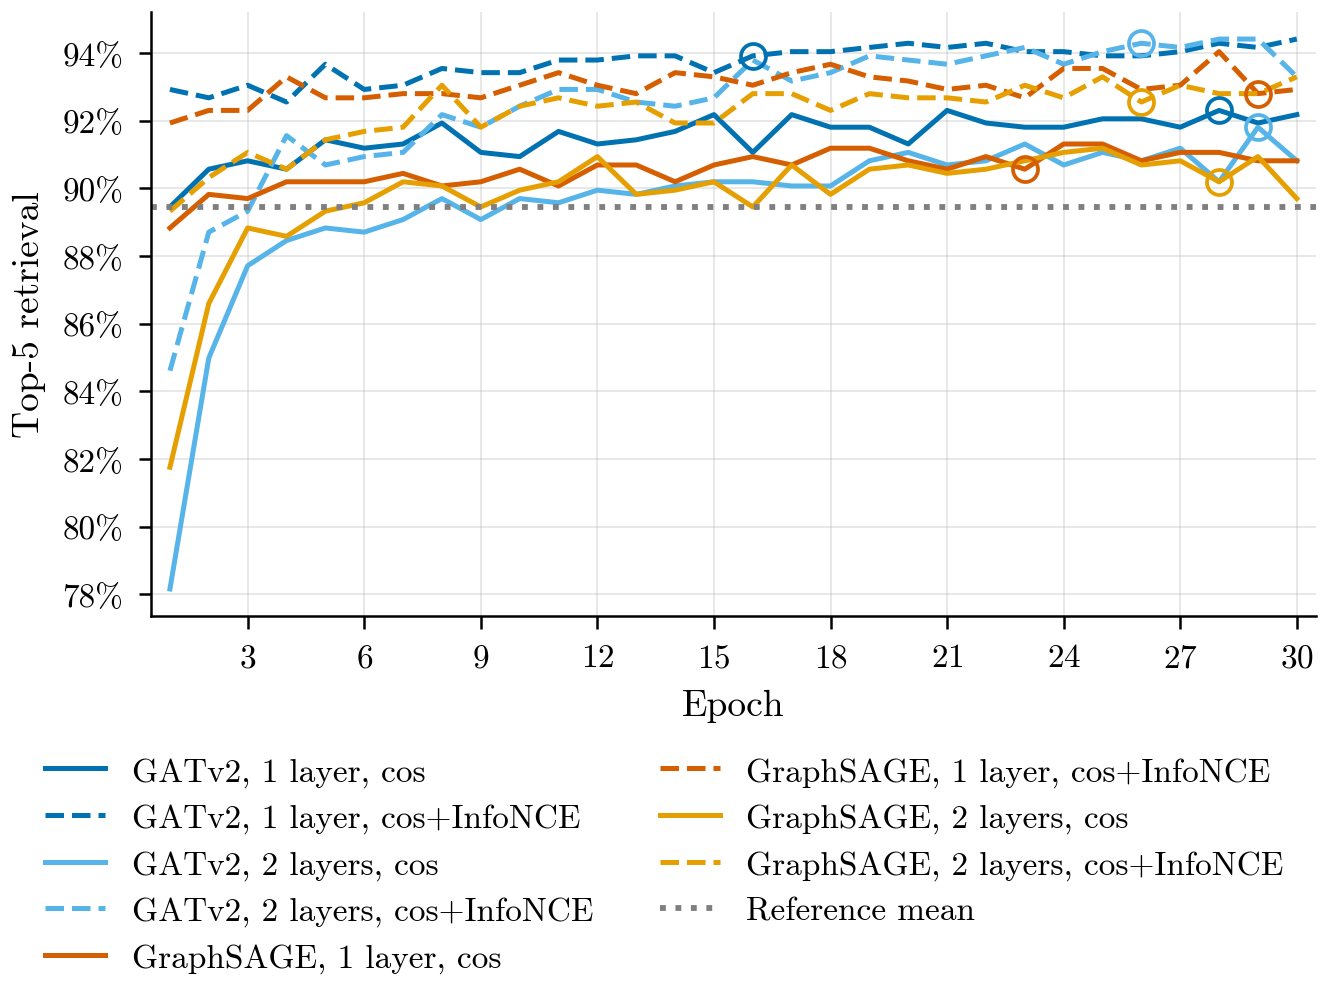 94%
92%
90%
88%
86%
84%
82%
80%
78%
Top-5 retrieval
3 6 9 12 15 18 21 24 27 30
Epoch
GATv2, 1 layer, cos
GATv2, 1 layer, cos+InfoNCE
GATv2, 2 layers, cos
GATv2, 2 layers, cos+InfoNCE
GraphSAGE, 1 layer, cos
GraphSAGE, 1 layer, cos+InfoNCE
GraphSAGE, 2 layers, cos
GraphSAGE, 2 layers, cos+InfoNCE
Reference mean